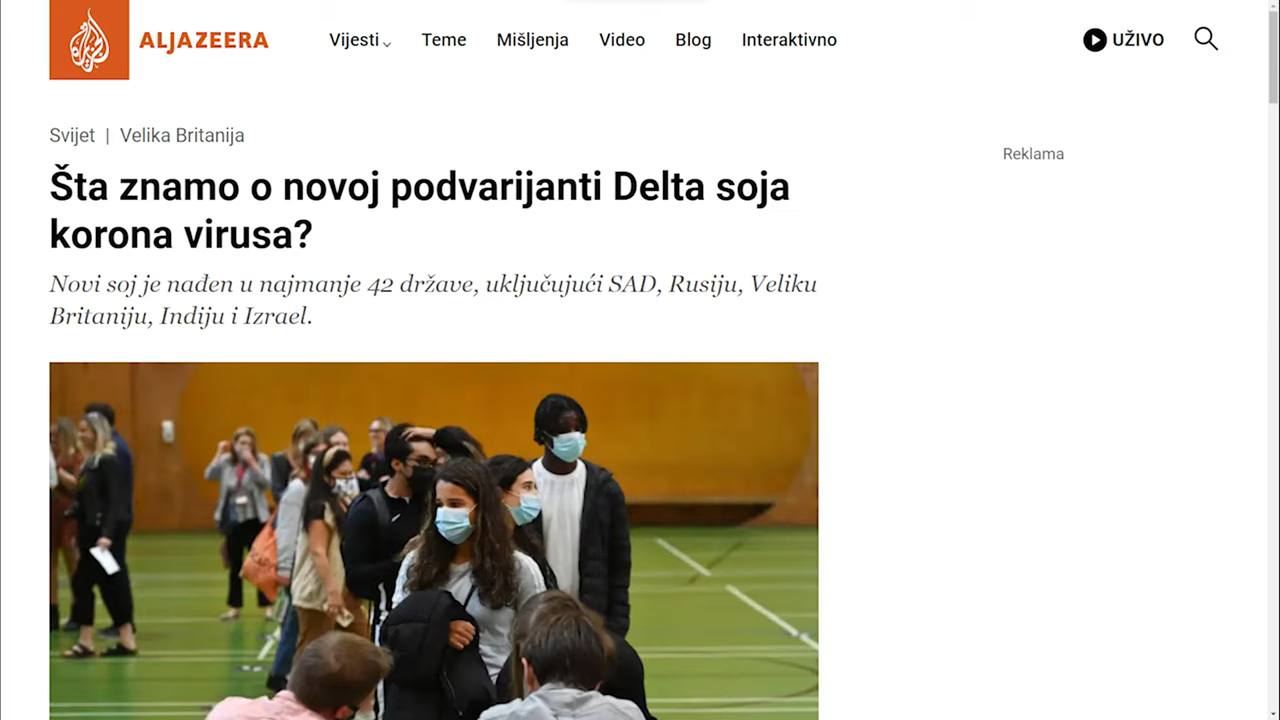 ALJAZEERA
Vijesti Teme Mišljenja Video Blog Interaktivno UŽIVO
Svijet | Velika Britanija
Reklama
Šta znamo o novoj podvarijanti Delta soja
korona virusa?
Novi soj je nađen u najmanje 42 države, uključujući SAD, Rusiju, Veliku
Britaniju, Indiju i Izrael.